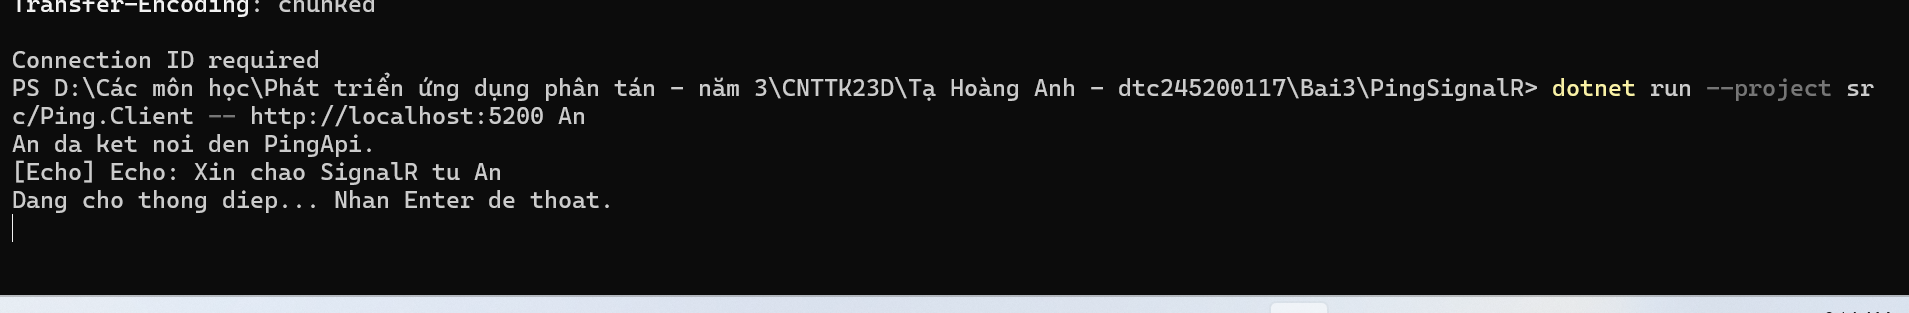 Transfer-Encoding: chunked
Connection ID required
PS D:\Các môn học\Phát triển ứng dụng phân tán - năm 3\CNTTK23D\Tạ Hoàng Anh - dtc245200117\Bai3\PingSignalR> dotnet run --project sr
c/Ping.Client -- http://localhost:5200 An
An da ket noi den PingApi.
[Echo] Echo: Xin chao SignalR tu An
Dang cho thong diep... Nhan Enter de thoat.